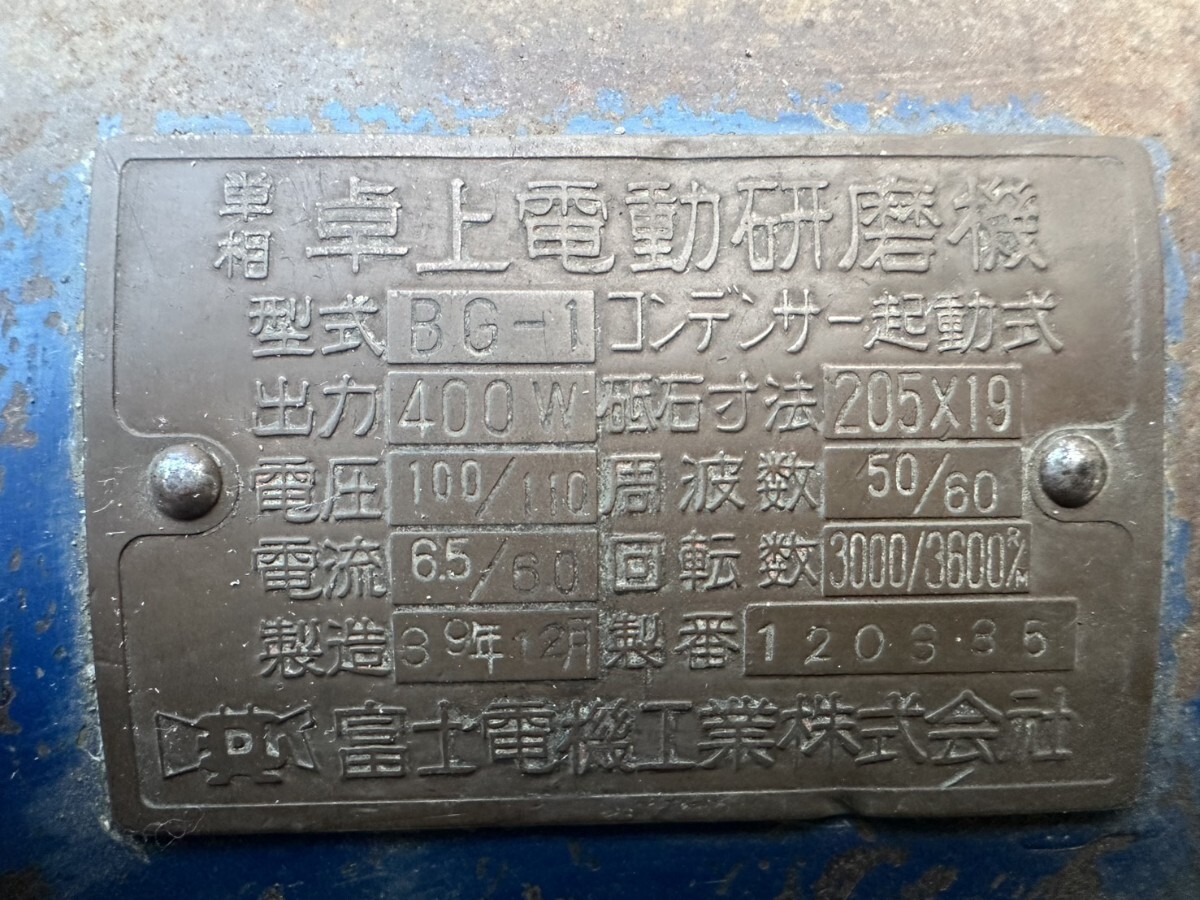 単相 卓上電動研磨機
型式 BG-1 コンデンサー起動式
出力 400W 砥石寸法 205X19
電圧 100/110 周波数 50/60
電流 6.5/6.0 回転数 3000/3600R/M
製造 39年12月 製番 120335
富士電機工業株式会社